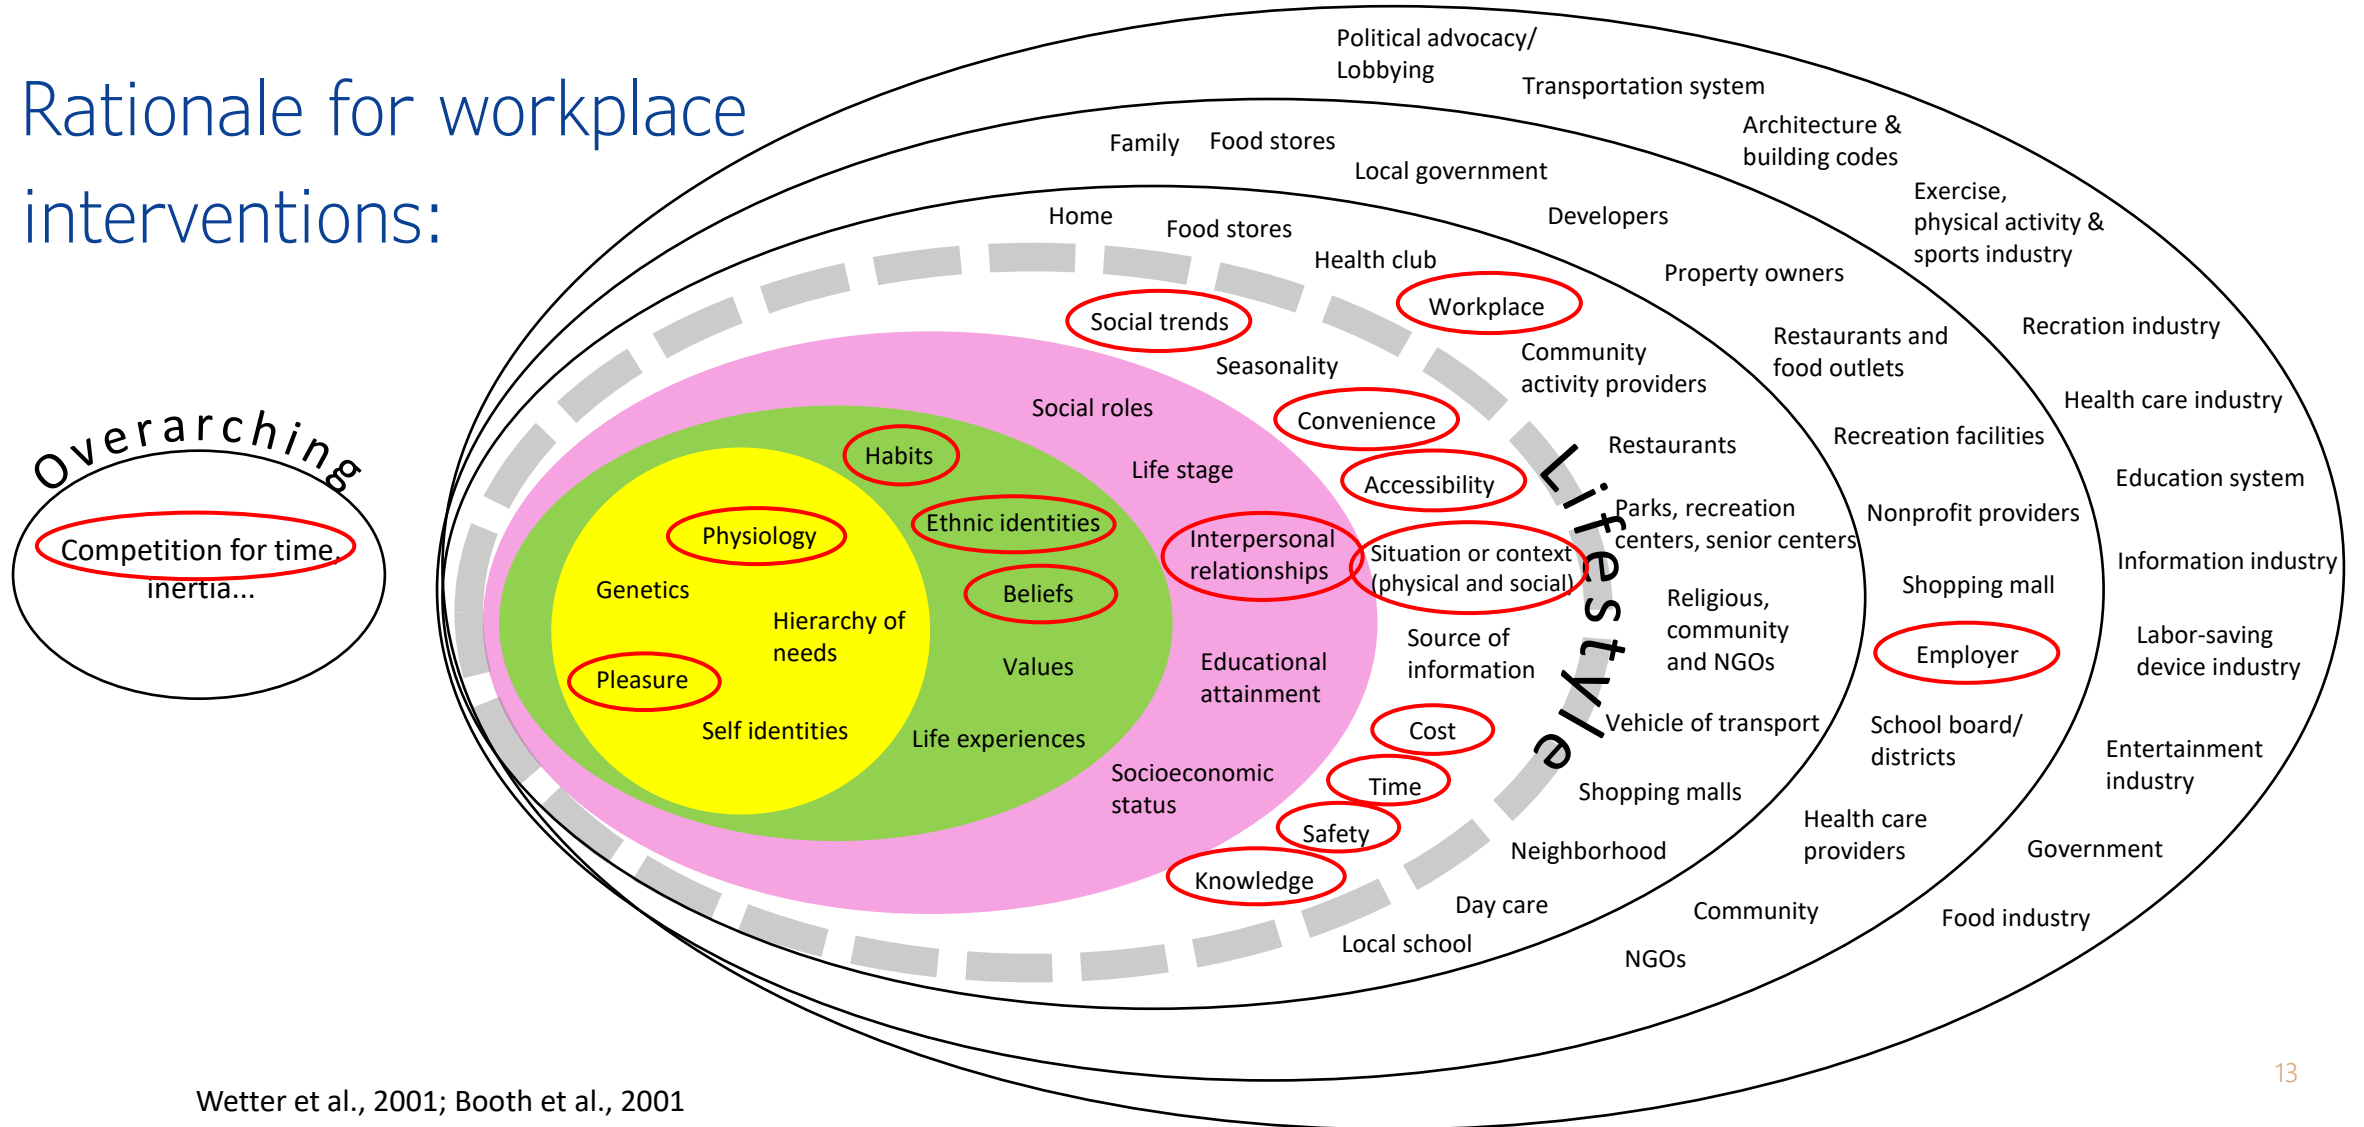 Rationale for workplace
interventions:
Overarching
Competition for time,
inertia...
Physiology
Genetics
Hierarchy of
needs
Pleasure
Self identities
Habits
Ethnic identities
Beliefs
Values
Life experiences
Social roles
Life stage
Interpersonal
relationships
Educational
attainment
Socioeconomic
status
Social trends
Seasonality
Convenience
Accessibility
Situation or context
(physical and social)
Source of
information
Cost
Time
Safety
Knowledge
Lifestyle
Home
Food stores
Health club
Workplace
Community
activity providers
Restaurants
Parks, recreation
centers, senior centers
Religious,
community
and NGOs
Vehicle of transport
Shopping malls
Neighborhood
Day care
Local school
Family
Food stores
Local government
Developers
Property owners
Restaurants and
food outlets
Recreation facilities
Nonprofit providers
Shopping mall
Employer
School board/
districts
Health care
providers
Community
NGOs
Political advocacy/
Lobbying
Transportation system
Architecture &
building codes
Exercise,
physical activity &
sports industry
Recration industry
Health care industry
Education system
Information industry
Labor-saving
device industry
Entertainment
industry
Government
Food industry
Wetter et al., 2001; Booth et al., 2001
13